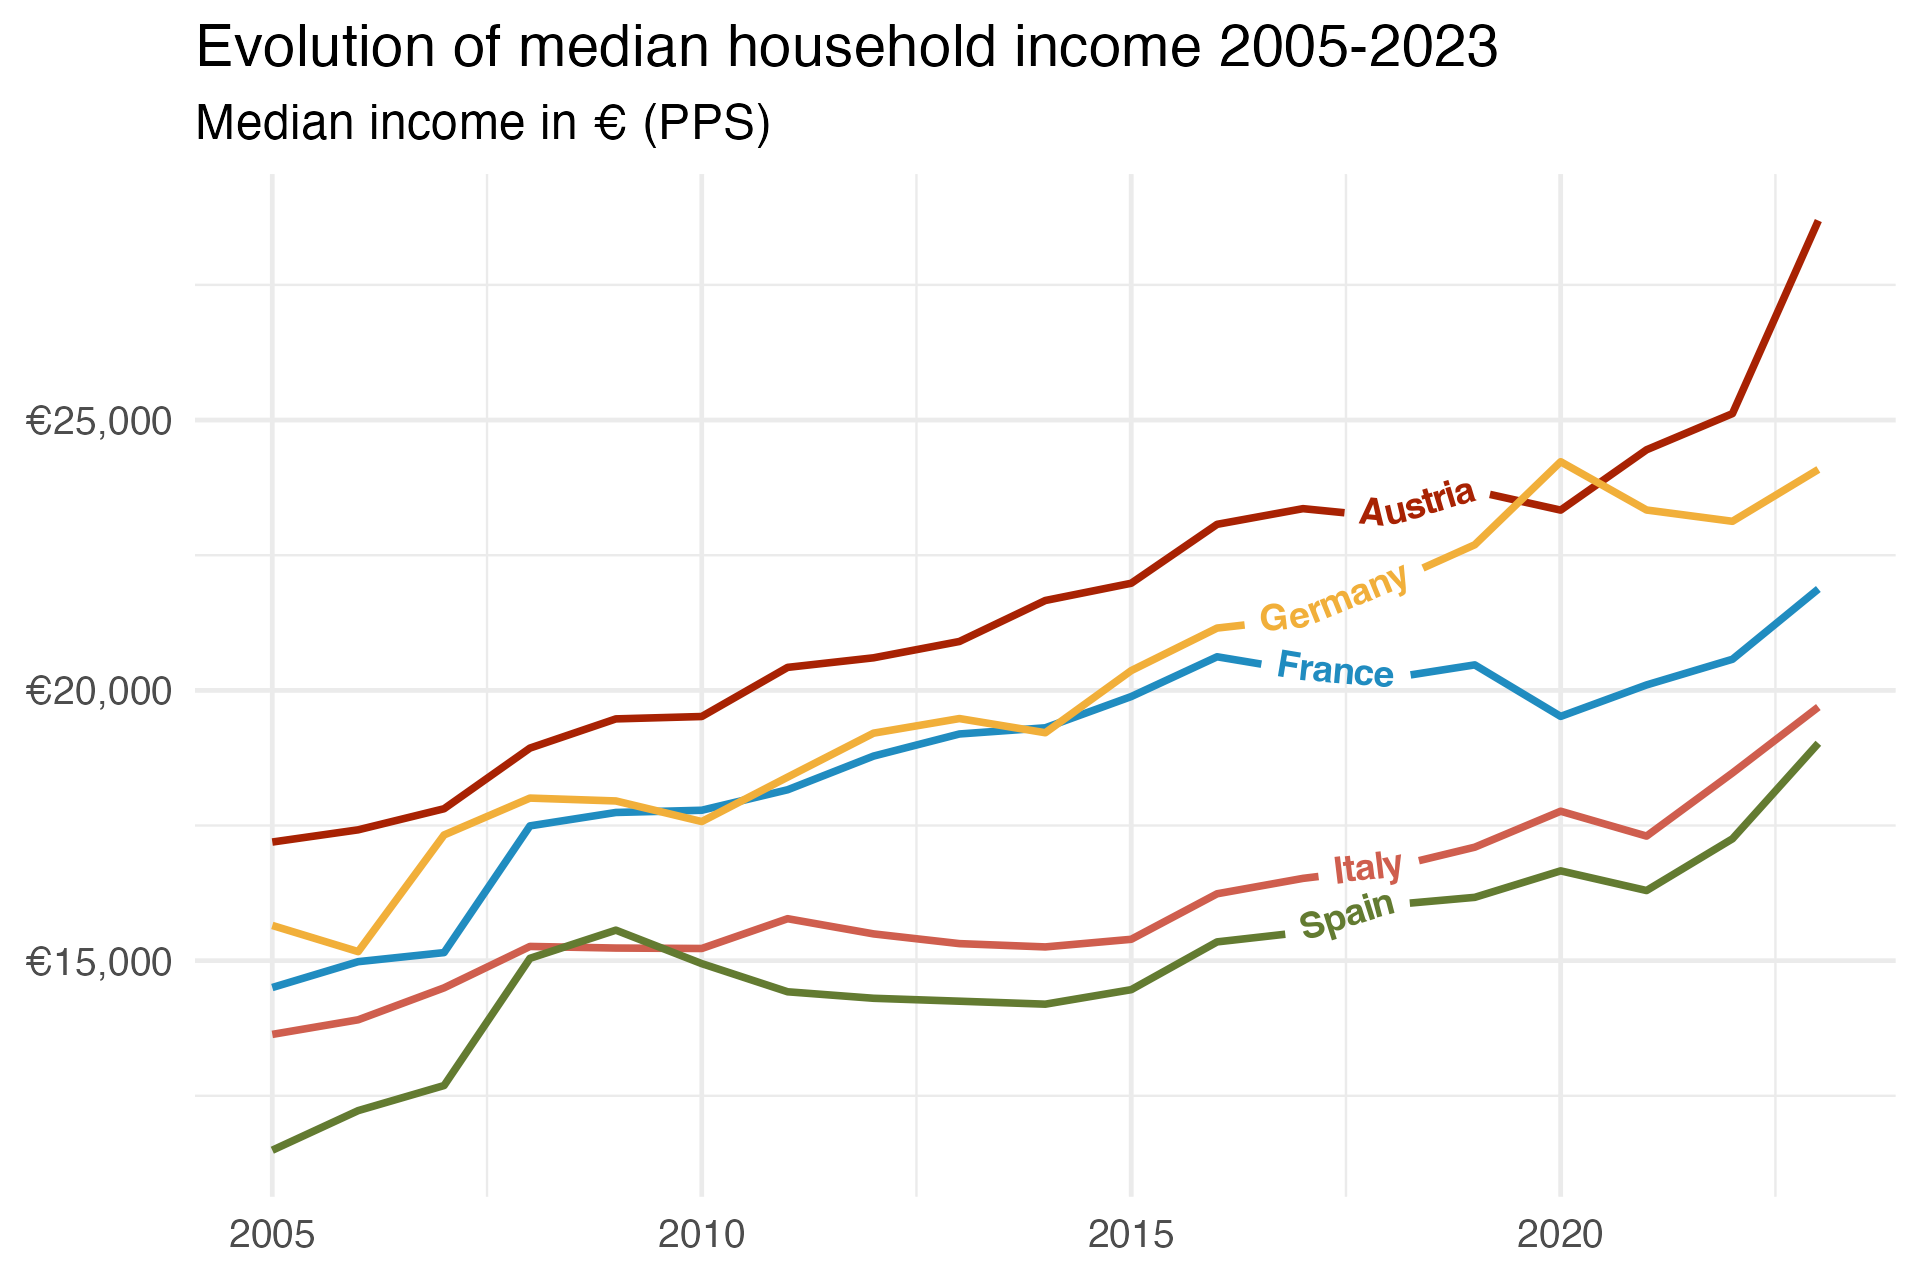 Evolution of median household income 2005-2023
Median income in € (PPS)
€25,000
€20,000
€15,000
Austria
Germany
France
Italy
Spain
2005
2010
2015
2020